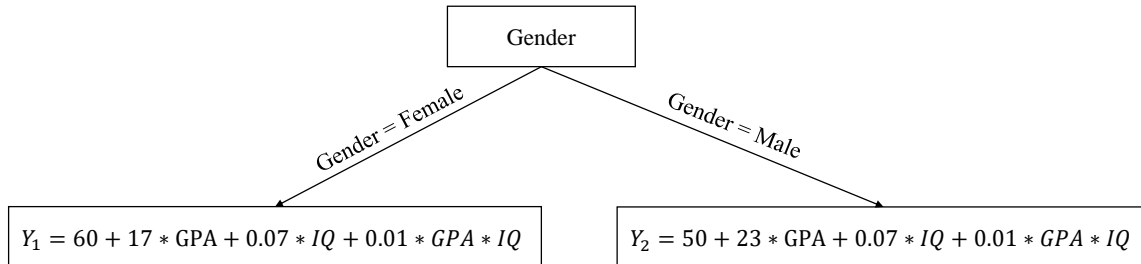 Gender
Gender = Female
Gender = Male
Y₁ = 60 + 17 * GPA + 0.07 * IQ + 0.01 * GPA * IQ
Y₂ = 50 + 23 * GPA + 0.07 * IQ + 0.01 * GPA * IQ